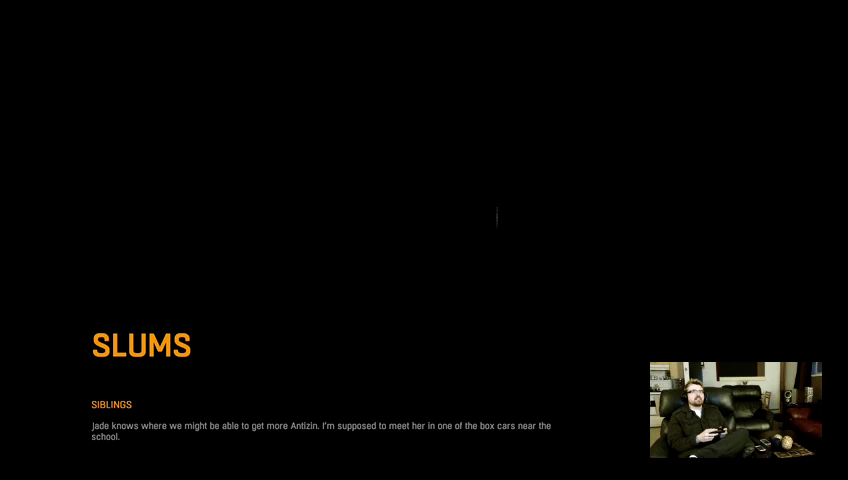 SLUMS
SIBLINGS
Jade knows where we might be able to get more Antizin. I'm supposed to meet her in one of the box cars near the
school.